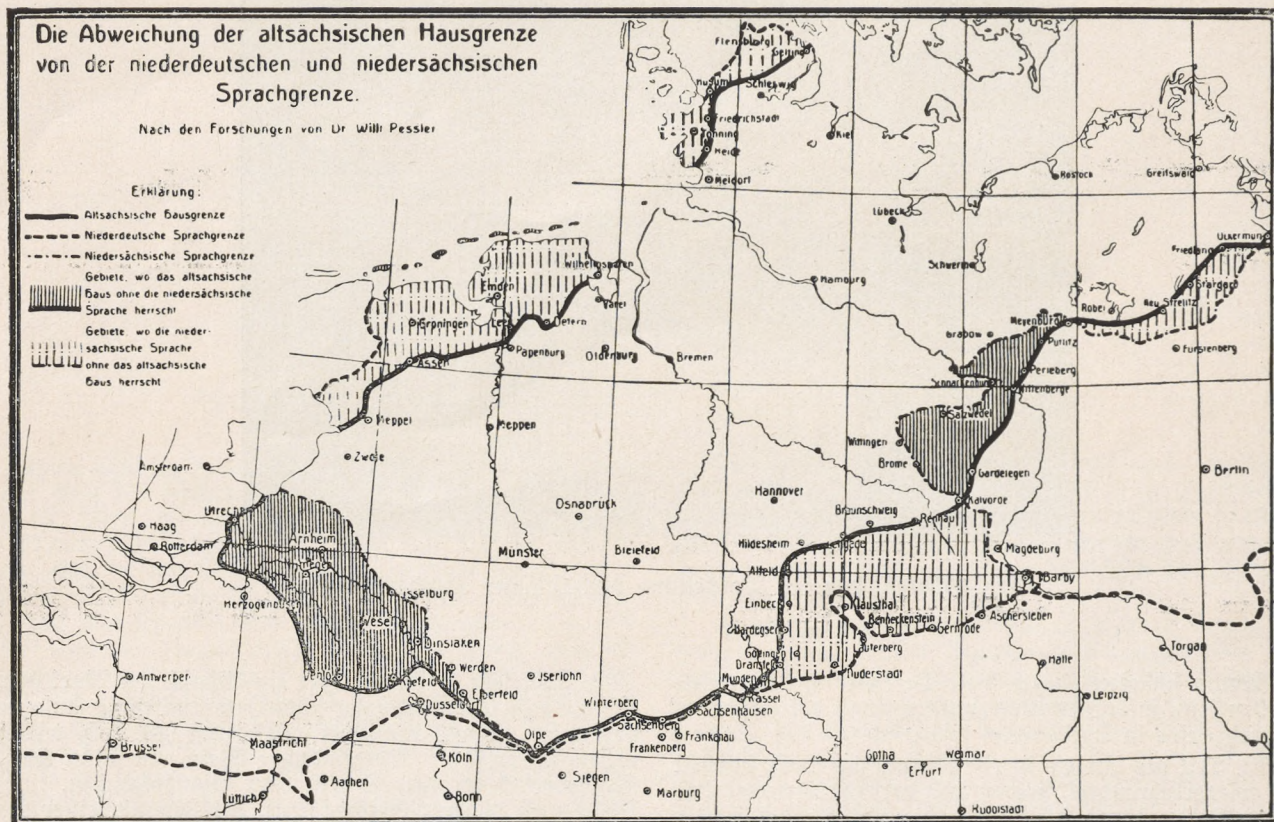 Die Abweichung der altsächsischen Hausgrenze
von der niederdeutschen und niedersächsischen
Sprachgrenze.
Nach den Forschungen von Dr Willi Pessler
Erklärung:
Altsächsische Hausgrenze
Niederdeutsche Sprachgrenze
Niedersächsische Sprachgrenze
Gebiete, wo das altsächsische
Haus ohne die niedersächsische
Sprache herrscht
Gebiete, wo die nieder-
sächsische Sprache
ohne das altsächsische
Haus herrscht
Flensburg
Gelting
Husum
Schleswig
Friedrichstadt
Tönning
Heide
Kiel
Meldorf
Rostock
Greifswald
Lübeck
Ückermün
Friedland
Schwerin
Stargard
Hamburg
Wilhelmshaven
Emden
Varel
Neu Strelitz
Röbel
Meyenburg
Groningen
Leer
Detern
Grabow
Putlitz
Fürstenberg
Assen
Papenburg
Oldenburg
Bremen
Perleberg
Schnackenburg
Wittenberge
Salzwedel
Meppel
Meppen
Wittingen
Zwolle
Brome
Gardelegen
Berlin
Amsterdam
Hannover
Kalvörde
Osnabrück
Utrecht
Braunschweig
Haag
Arnheim
Rotterdam
Hildesheim
Münster
Bielefeld
Magdeburg
Alfeld
Barby
Herzogenbusch
Isselburg
Einbeck
Klausthal
Wesel
Benneckenstein
Aschersleben
Gernrode
Dinslaken
Göttingen
Lauterberg
Torgau
Werden
Dransfeld
Halle
Antwerpen
Venlo
Krefeld
Iserlohn
Münden
Duderstadt
Elberfeld
Kassel
Leipzig
Düsseldorf
Winterberg
Sachsenhausen
Sachsenberg
Olpe
Frankenau
Brüssel
Maastricht
Frankenberg
Köln
Gotha
Weimar
Erfurt
Aachen
Siegen
Lüttich
Bonn
Marburg
Rudolstadt